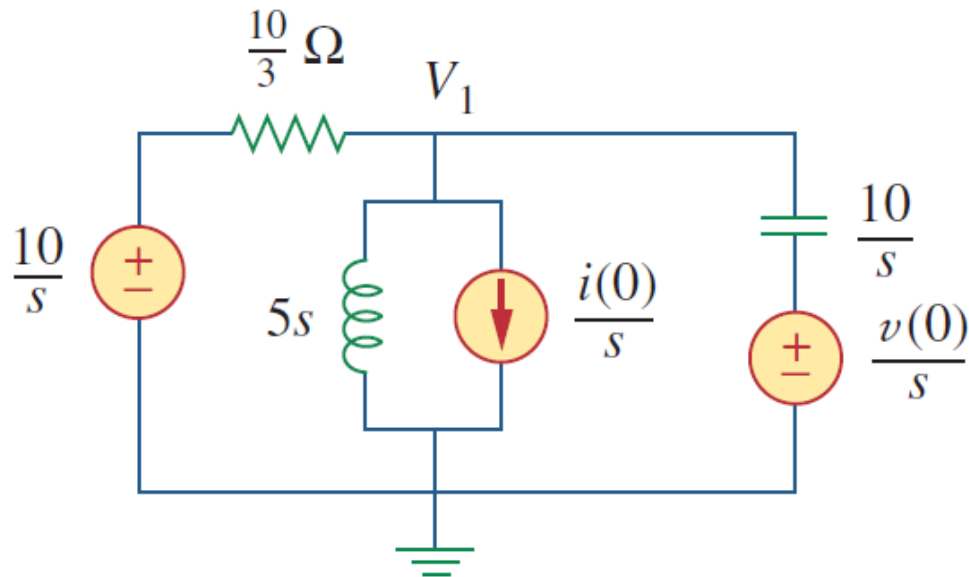 10/3 Ω
V₁
10/s
+
−
5s
i(0)/s
10/s
+
−
v(0)/s